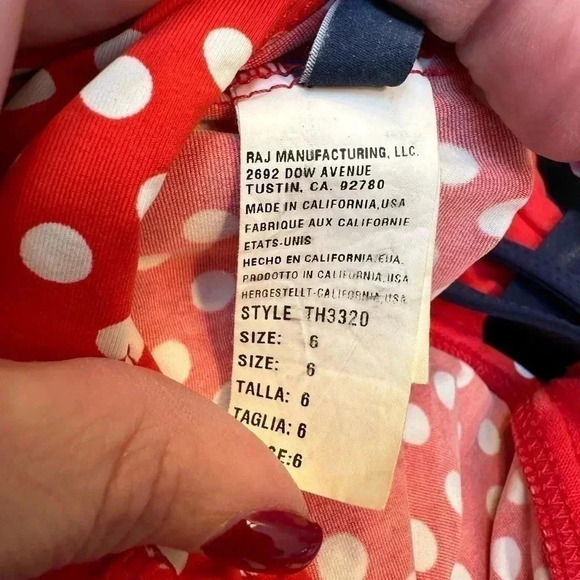 RAJ MANUFACTURING, LLC.
2692 DOW AVENUE
TUSTIN, CA. 92780
MADE IN CALIFORNIA,USA
FABRIQUE AUX CALIFORNIE
ETATS-UNIS
HECHO EN CALIFORNIA/EUA.
PRODOTTO IN CALIFORNIA,USA
HERGESTELLT-CALIFORNIA,USA
STYLE TH3320
SIZE: 6
SIZE: 6
TALLA: 6
TAGLIA: 6
:6